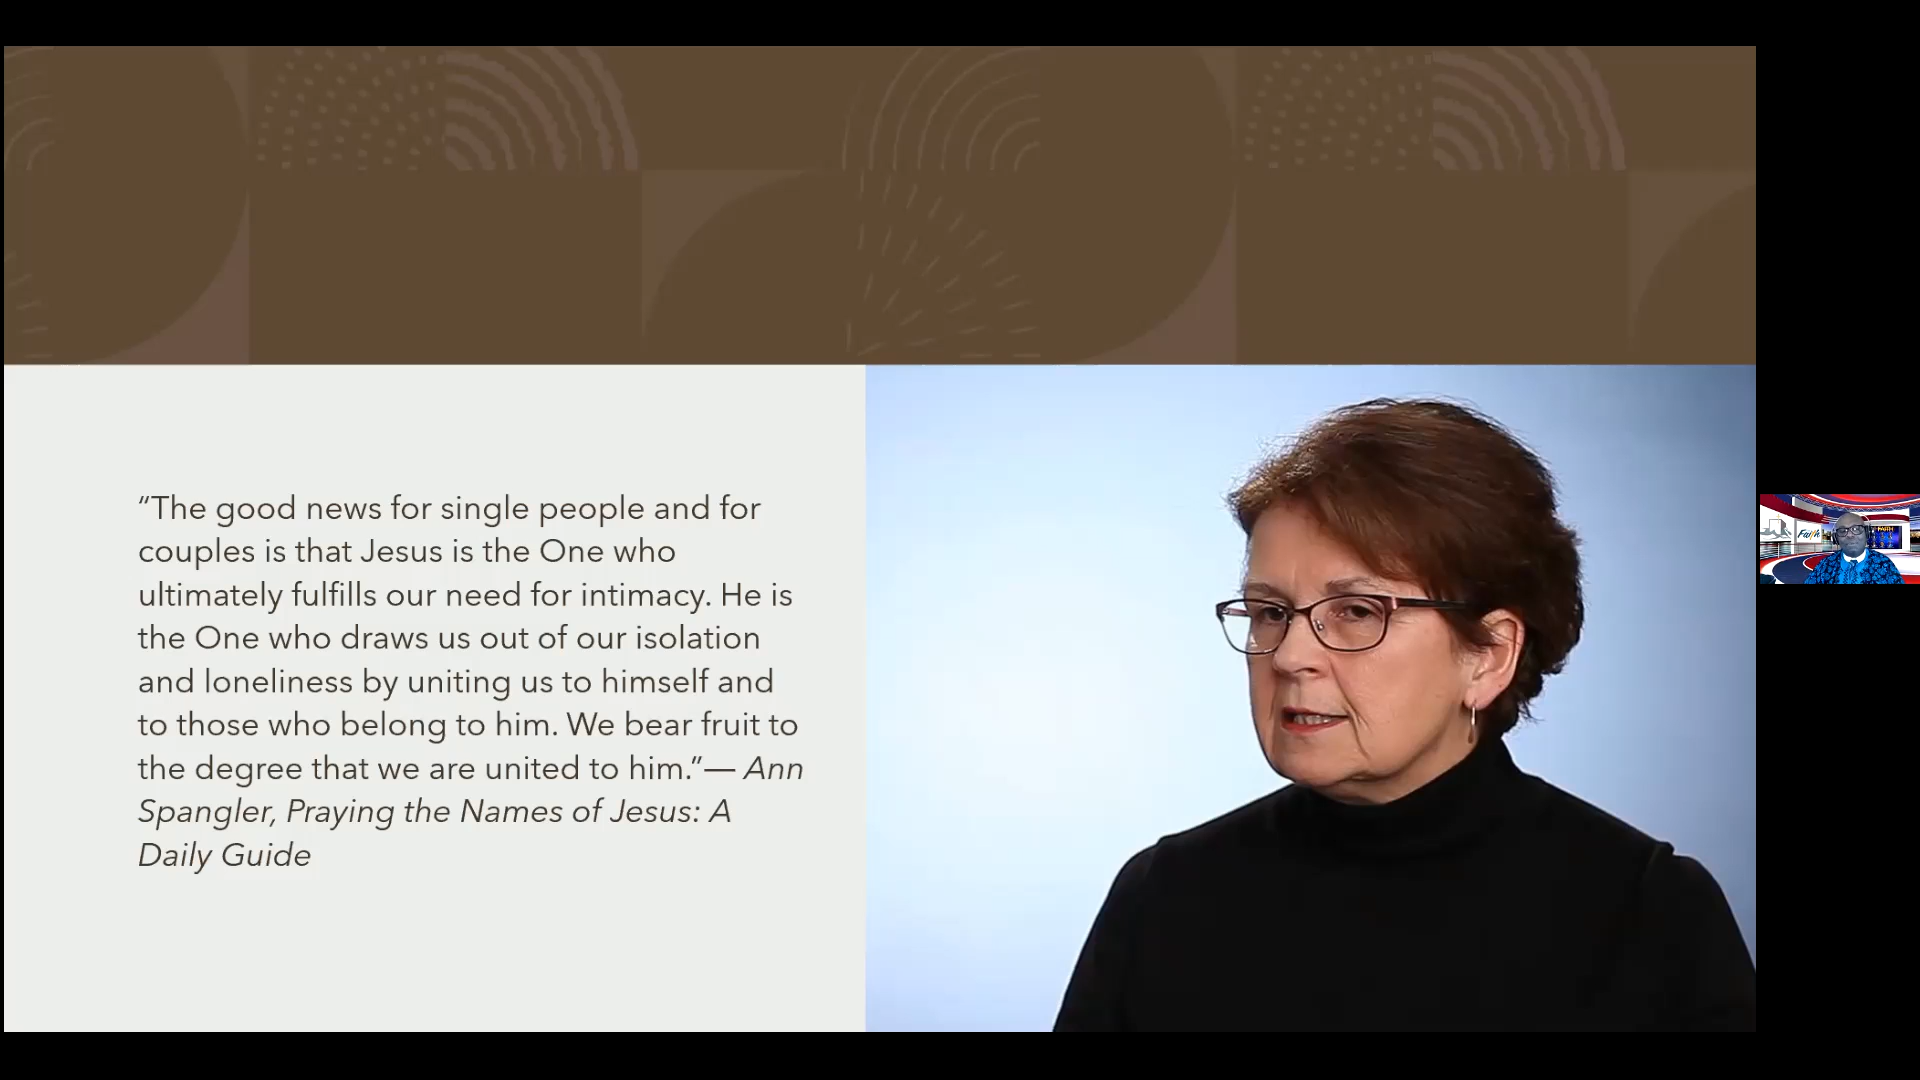 “The good news for single people and for
couples is that Jesus is the One who
ultimately fulfills our need for intimacy. He is
the One who draws us out of our isolation
and loneliness by uniting us to himself and
to those who belong to him. We bear fruit to
the degree that we are united to him.”— Ann
Spangler, Praying the Names of Jesus: A
Daily Guide
Faith
FAITH